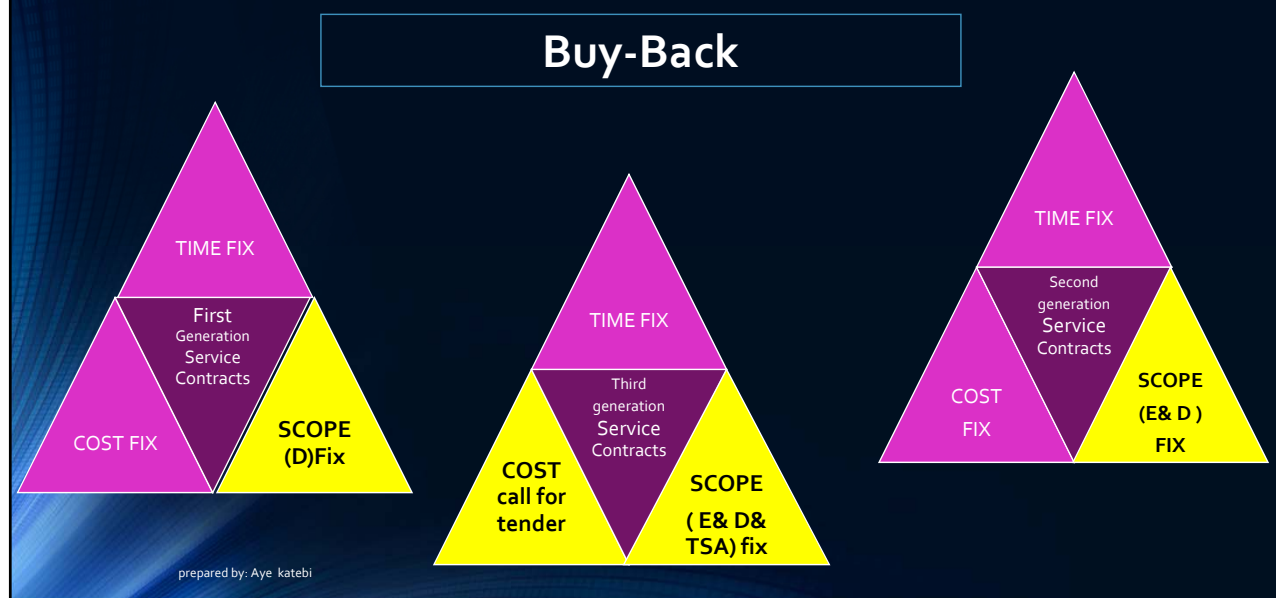 Buy-Back
TIME FIX
First
Generation
Service
Contracts
COST FIX
SCOPE
(D)Fix
TIME FIX
Third
generation
Service
Contracts
COST
call for
tender
SCOPE
( E& D&
TSA) fix
TIME FIX
Second
generation
Service
Contracts
COST
FIX
SCOPE
(E& D )
FIX
prepared by: Aye  katebi